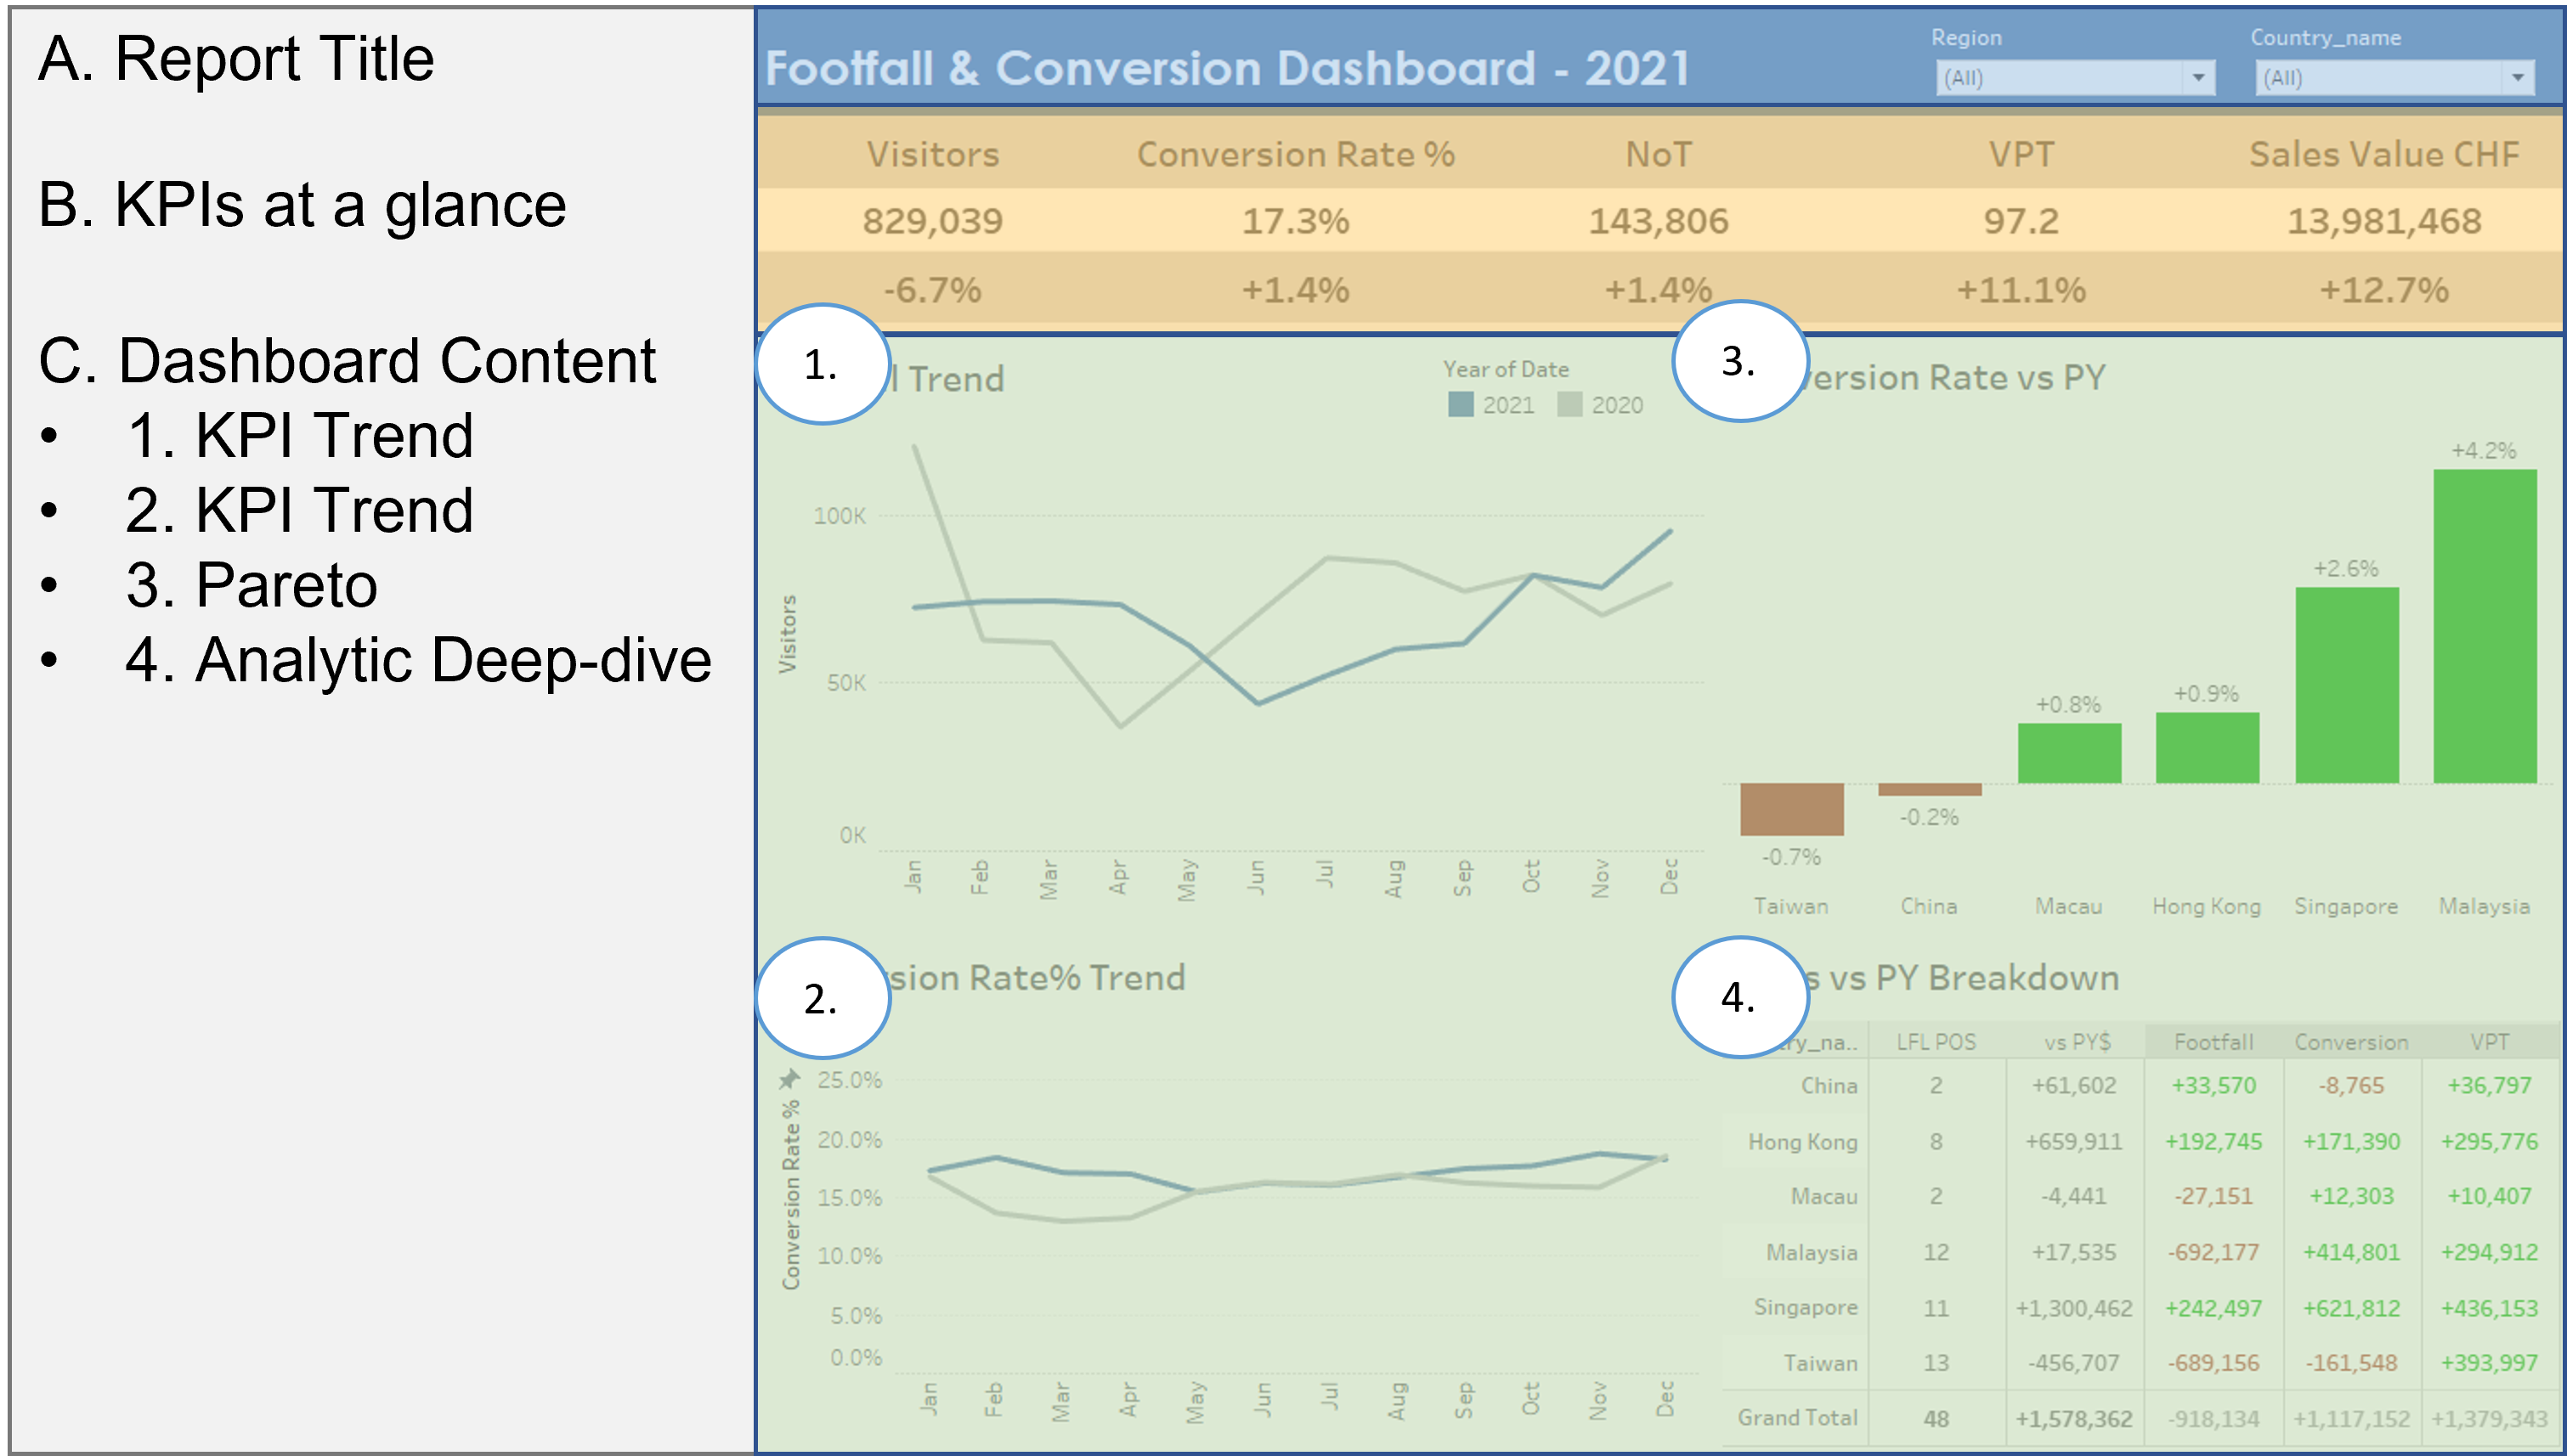 A. Report Title
B. KPIs at a glance
C. Dashboard Content
• 1. KPI Trend
• 2. KPI Trend
• 3. Pareto
• 4. Analytic Deep-dive
Footfall & Conversion Dashboard - 2021
Region Country_name
(All) (All)
Visitors Conversion Rate % NoT VPT Sales Value CHF
829,039 17.3% 143,806 97.2 13,981,468
-6.7% +1.4% +1.4% +11.1% +12.7%
1.
l Trend
Year of Date
2021 2020
Visitors
100K
50K
0K
Jan Feb Mar Apr May Jun Jul Aug Sep Oct Nov Dec
3.
version Rate vs PY
+4.2%
+2.6%
+0.9%
+0.8%
-0.2%
-0.7%
Taiwan China Macau Hong Kong Singapore Malaysia
2.
sion Rate% Trend
Conversion Rate %
25.0%
20.0%
15.0%
10.0%
5.0%
0.0%
Jan Feb Mar Apr May Jun Jul Aug Sep Oct Nov Dec
4.
s vs PY Breakdown
ry_na.. LFL POS vs PY$ Footfall Conversion VPT
China 2 +61,602 +33,570 -8,765 +36,797
Hong Kong 8 +659,911 +192,745 +171,390 +295,776
Macau 2 -4,441 -27,151 +12,303 +10,407
Malaysia 12 +17,535 -692,177 +414,801 +294,912
Singapore 11 +1,300,462 +242,497 +621,812 +436,153
Taiwan 13 -456,707 -689,156 -161,548 +393,997
Grand Total 48 +1,578,362 -918,134 +1,117,152 +1,379,343